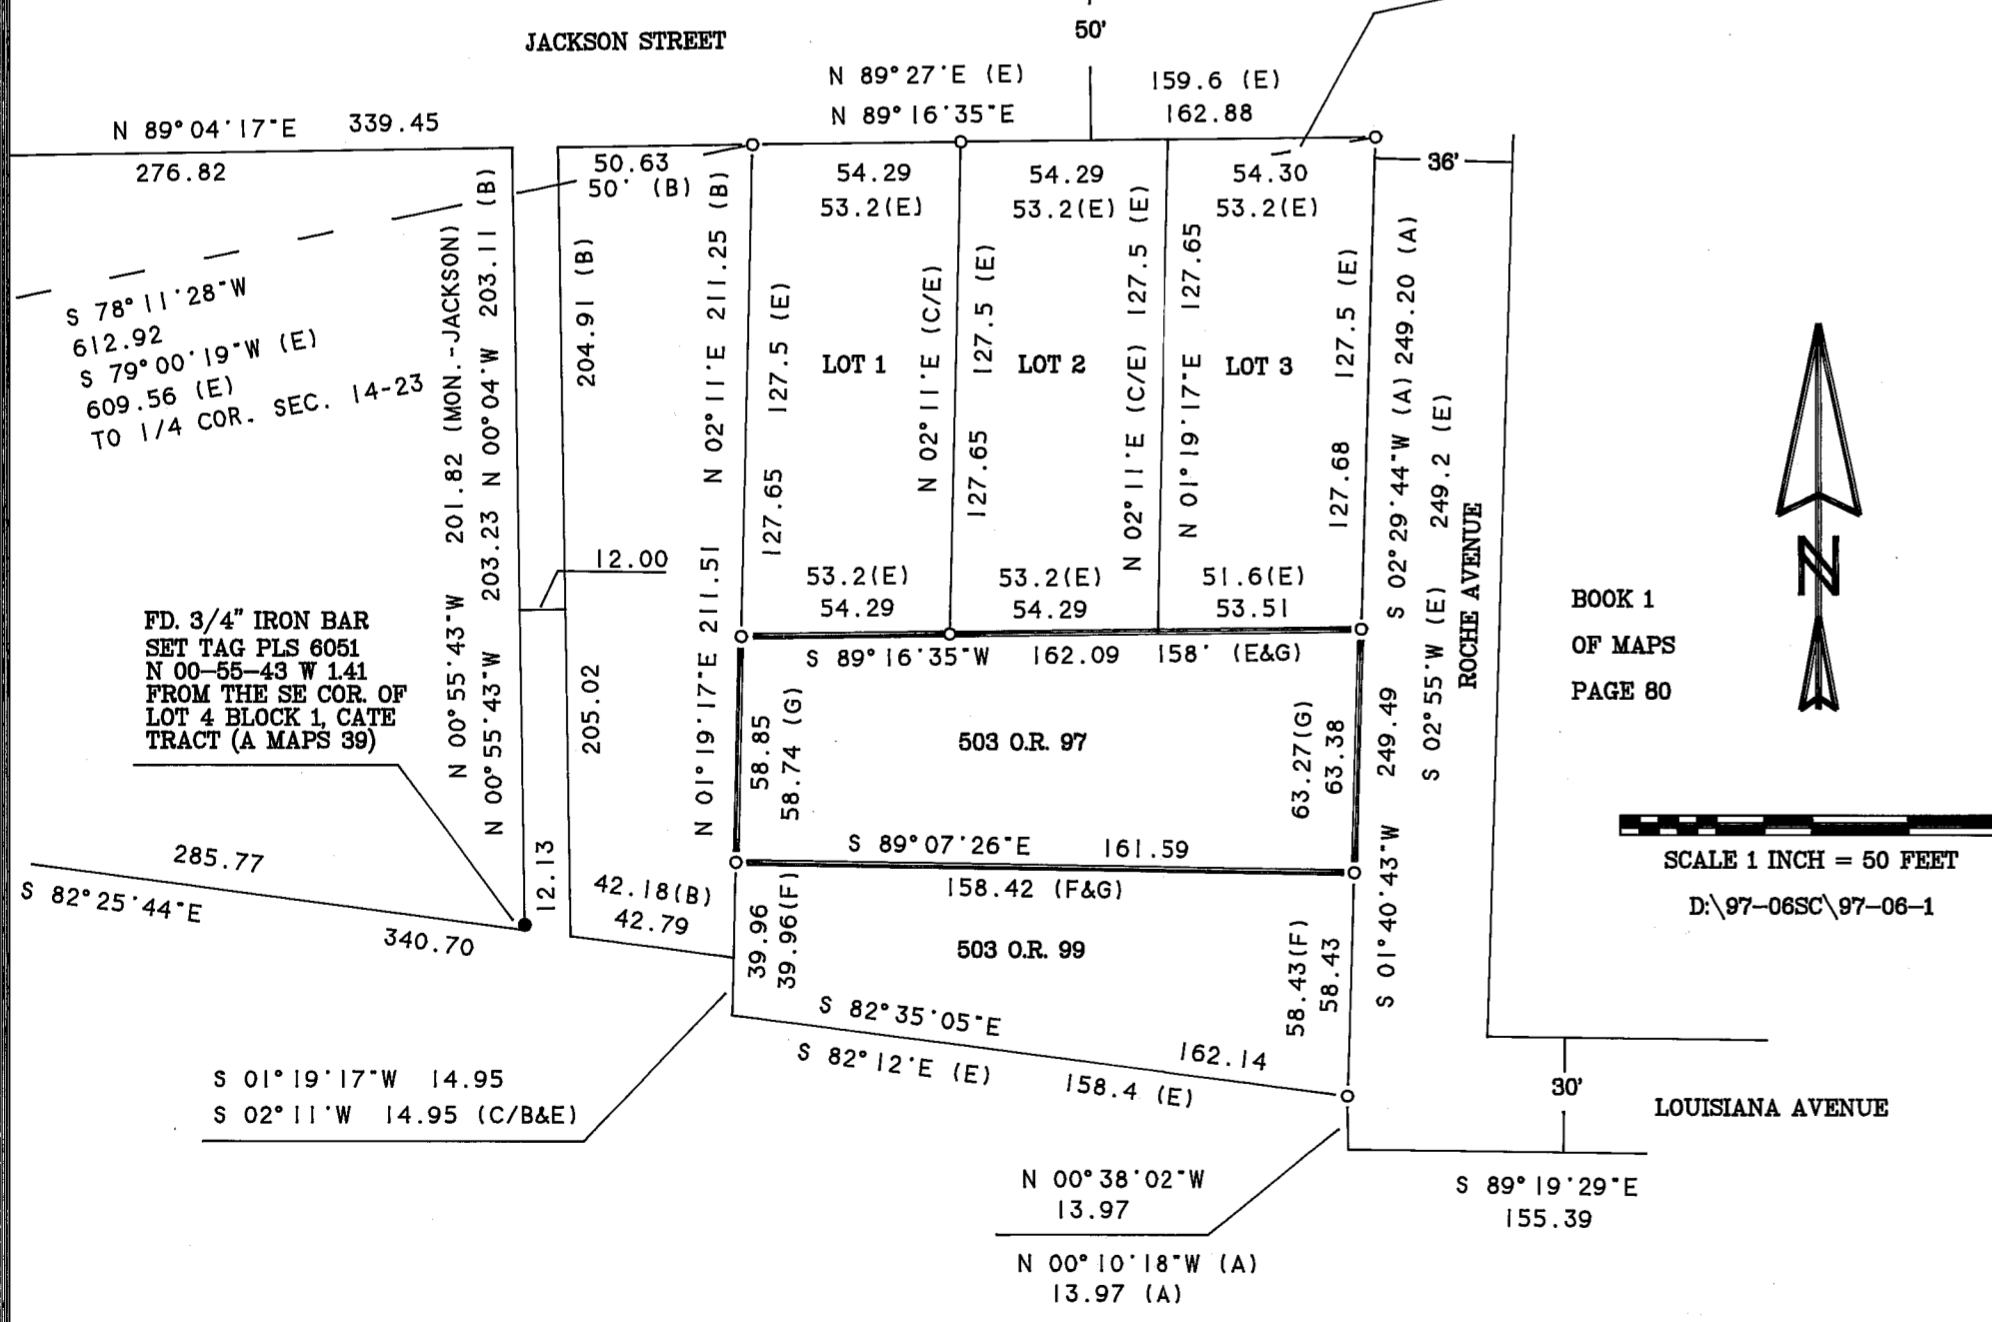 50'
JACKSON STREET
N 89°27'E (E)
159.6 (E)
N 89°16'35"E
162.88
N 89°04'17"E 339.45
276.82
50.63
50' (B)
54.29
53.2(E)
54.29
53.2(E)
54.30
53.2(E)
36'
S 78°11'28"W
612.92
S 79°00'19"W (E)
609.56 (E)
TO 1/4 COR. SEC. 14-23
N 00°55'43"W 201.82 (MON.-JACKSON)
N 00°55'43"W 203.23 N 00°04'W 203.11 (B)
204.91 (B)
205.02
N 01°19'17"E 211.51 N 02°11'E 211.25 (B)
127.5 (E)
127.65
LOT 1
N 02°11'E (C/E)
127.5 (E)
127.65
LOT 2
N 02°11'E (C/E) 127.5 (E)
N 01°19'17"E 127.65
LOT 3
127.5 (E)
127.68
S 02°29'44"W (A) 249.20 (A)
S 01°40'43"W 249.49
S 02°55'W (E) 249.2 (E)
ROCHE AVENUE
12.00
53.2(E)
54.29
53.2(E)
54.29
51.6(E)
53.51
N
BOOK 1
OF MAPS
PAGE 80
FD. 3/4" IRON BAR
SET TAG PLS 6051
N 00-55-43 W 1.41
FROM THE SE COR. OF
LOT 4 BLOCK 1, CATE
TRACT (A MAPS 39)
S 89°16'35"W 162.09 158' (E&G)
58.85
58.74 (G)
503 O.R. 97
63.27(G)
63.38
S 89°07'26"E 161.59
158.42 (F&G)
SCALE 1 INCH = 50 FEET
D:\97-06SC\97-06-1
285.77
S 82°25'44"E
340.70
12.13
42.18(B)
42.79
39.96
39.96(F)
503 O.R. 99
58.43(F)
58.43
S 82°35'05"E
162.14
S 82°12'E (E)
158.4 (E)
S 01°19'17"W 14.95
S 02°11'W 14.95 (C/B&E)
30'
LOUISIANA AVENUE
N 00°38'02"W
13.97
N 00°10'18"W (A)
13.97 (A)
S 89°19'29"E
155.39